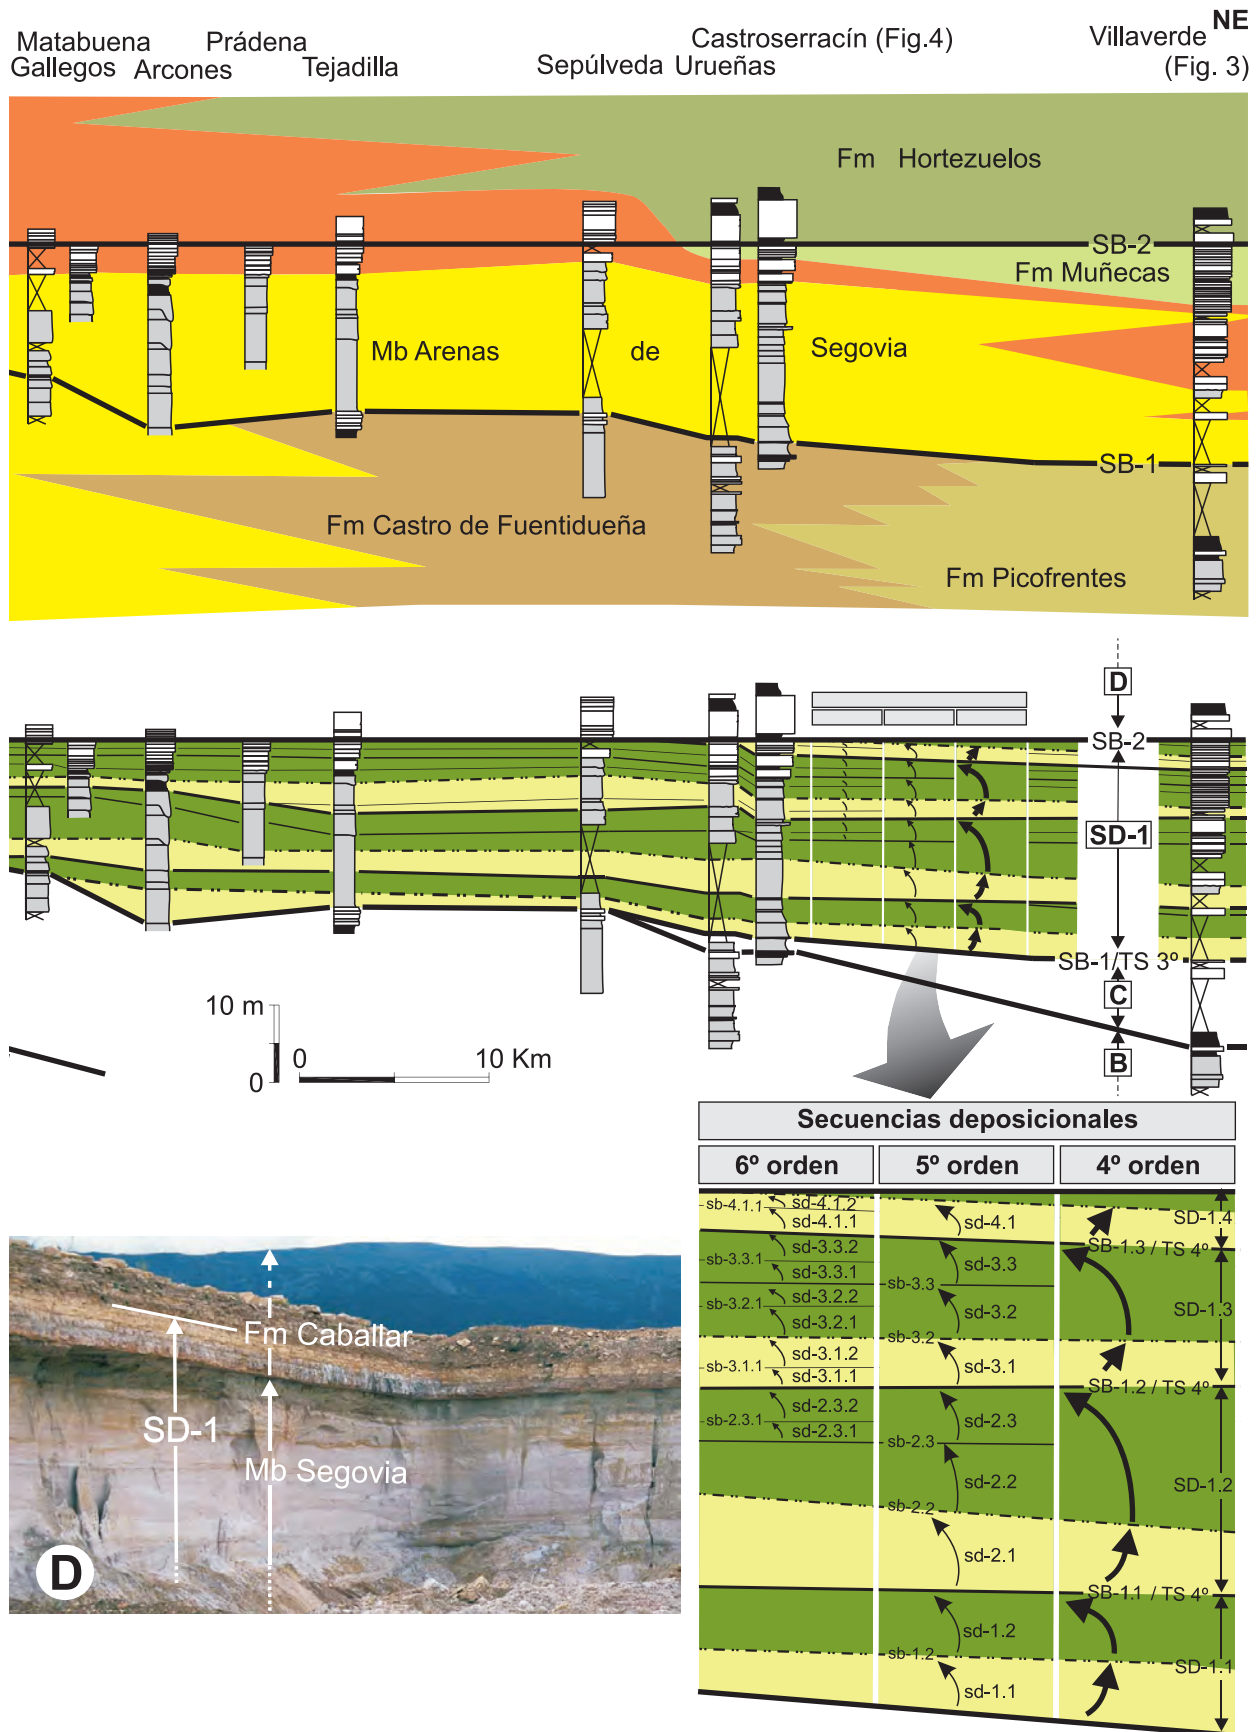 NE
Matabuena Prádena Castroserracín (Fig.4) Villaverde
Gallegos Arcones Tejadilla Sepúlveda Urueñas (Fig. 3)
Fm Hortezuelos
SB-2
Fm Muñecas
Mb Arenas de Segovia
SB-1
Fm Castro de Fuentidueña
Fm Picofrentes
D
SB-2
SD-1
SB-1/TS 3º
C
B
10 m
0
0 10 Km
Secuencias deposicionales
6º orden 5º orden 4º orden
sb-4.1.1 sd-4.1.2
sd-4.1.1 sd-4.1 SD-1.4
SB-1.3 / TS 4º
sd-3.3.2
sb-3.3.1 sd-3.3
sd-3.3.1
sb-3.3
sd-3.2.2
sb-3.2.1 sd-3.2 SD-1.3
sd-3.2.1
sb-3.2
sd-3.1.2
sb-3.1.1 sd-3.1
sd-3.1.1
SB-1.2 / TS 4º
sd-2.3.2
sb-2.3.1 sd-2.3
sd-2.3.1
sb-2.3
sd-2.2 SD-1.2
sb-2.2
sd-2.1
SB-1.1 / TS 4º
sd-1.2
sb-1.2
SD-1.1
sd-1.1
Fm Caballar
SD-1
Mb Segovia
D